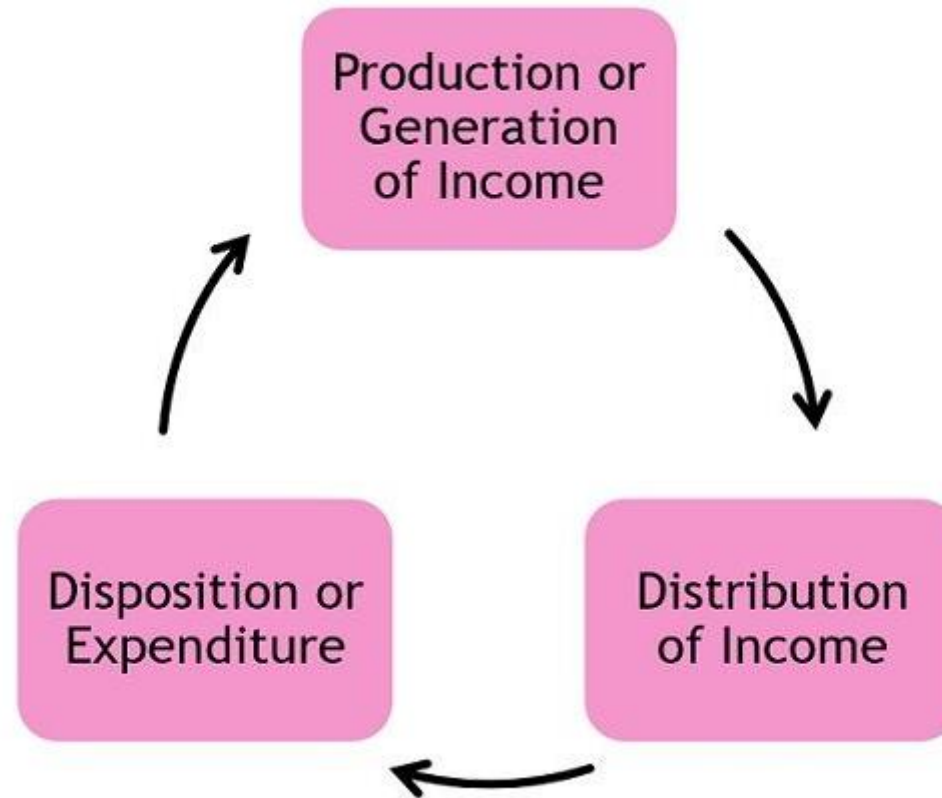 Production or
Generation
of Income
Distribution
of Income
Disposition or
Expenditure